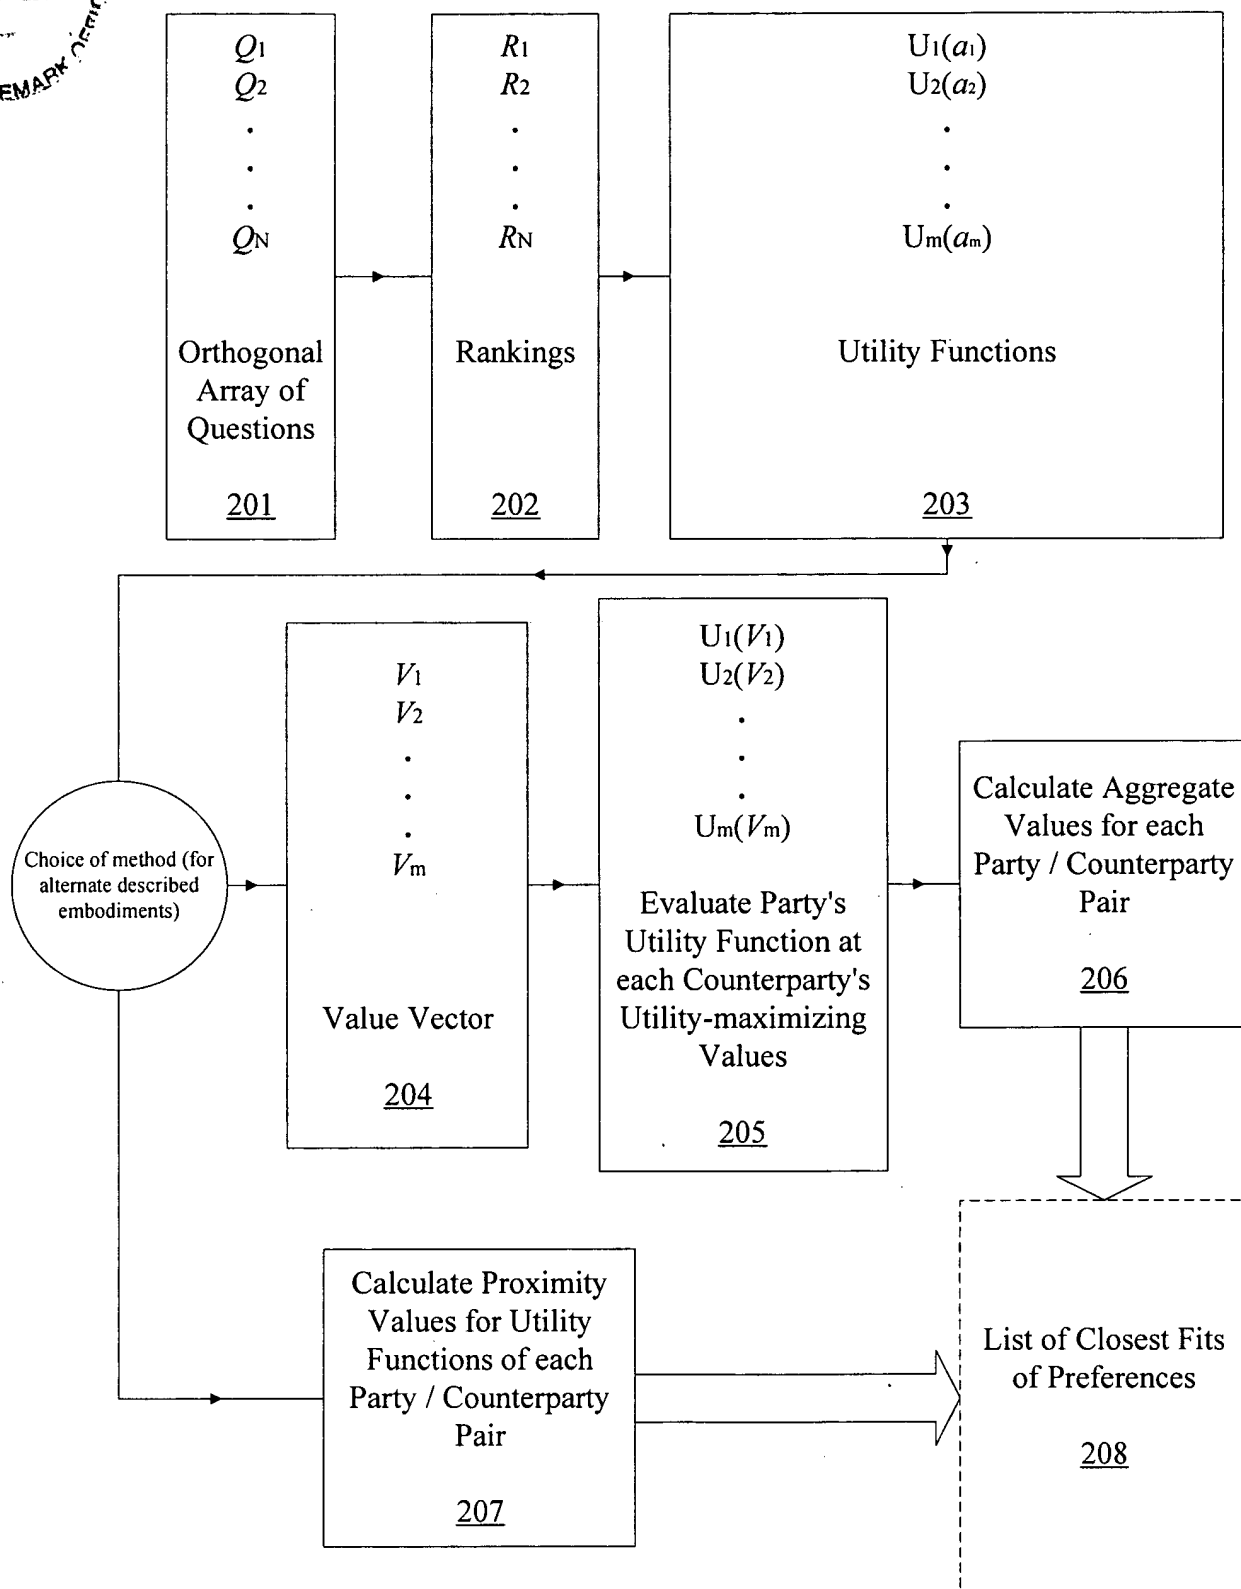 EMARK OFFIC
Q1
Q2
.
.
.
QN
Orthogonal
Array of
Questions
201
R1
R2
.
.
.
RN
Rankings
202
U1(a1)
U2(a2)
.
.
.
Um(am)
Utility Functions
203
Choice of method (for
alternate described
embodiments)
V1
V2
.
.
.
Vm
Value Vector
204
U1(V1)
U2(V2)
.
.
.
Um(Vm)
Evaluate Party's
Utility Function at
each Counterparty's
Utility-maximizing
Values
205
Calculate Aggregate
Values for each
Party / Counterparty
Pair
206
Calculate Proximity
Values for Utility
Functions of each
Party / Counterparty
Pair
207
List of Closest Fits
of Preferences
208